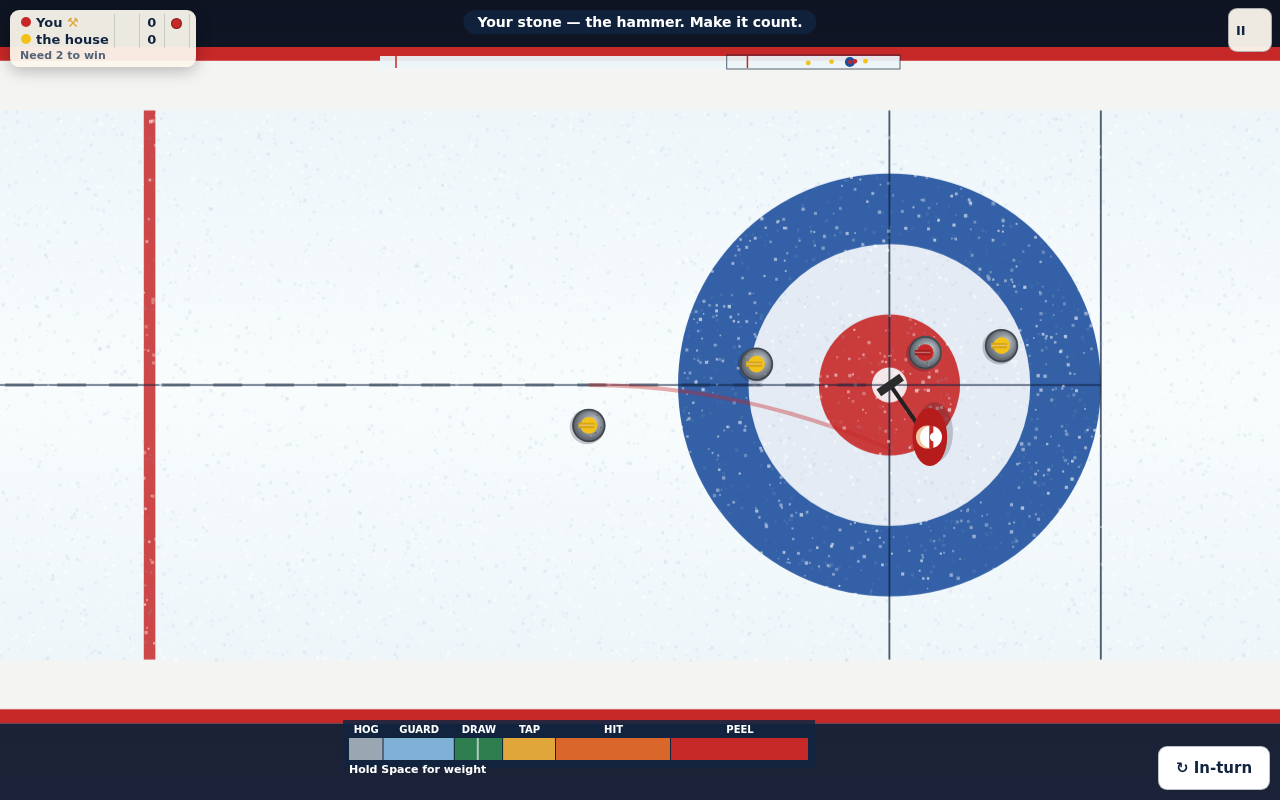 You ⚒ 0
the house 0
Need 2 to win
Your stone — the hammer. Make it count.
II
HOG GUARD DRAW TAP HIT PEEL
Hold Space for weight
↻ In-turn